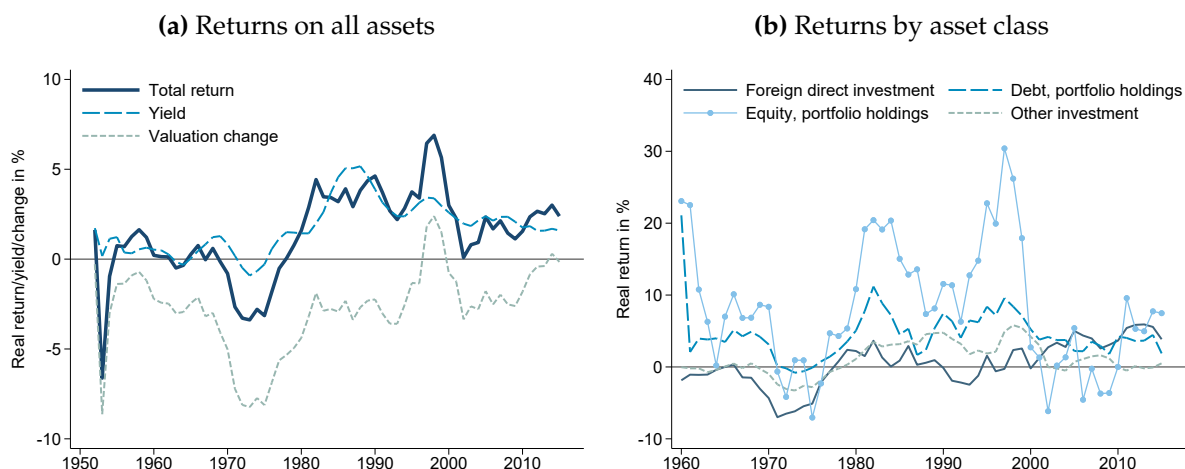 (a) Returns on all assets
Real return/yield/change in %
10
5
0
-5
-10
Total return
Yield
Valuation change
1950 1960 1970 1980 1990 2000 2010
(b) Returns by asset class
Real return in %
40
30
20
10
0
-10
Foreign direct investment Debt, portfolio holdings
Equity, portfolio holdings Other investment
1960 1970 1980 1990 2000 2010